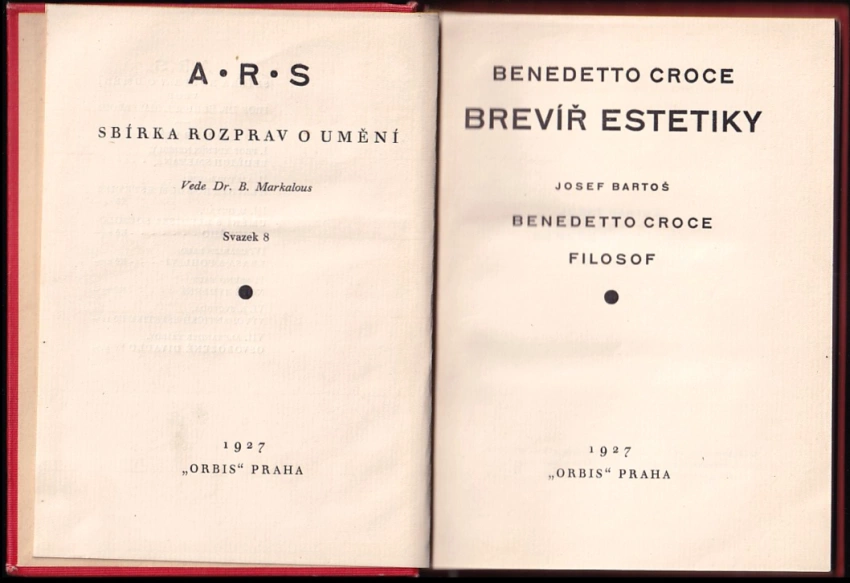 A • R • S
SBÍRKA ROZPRAV O UMĚNÍ
Vede Dr. B. Markalous
Svazek 8
1927
„ORBIS“ PRAHA
BENEDETTO CROCE
BREVÍŘ ESTETIKY
JOSEF BARTOŠ
BENEDETTO CROCE
FILOSOF
1927
„ORBIS“ PRAHA